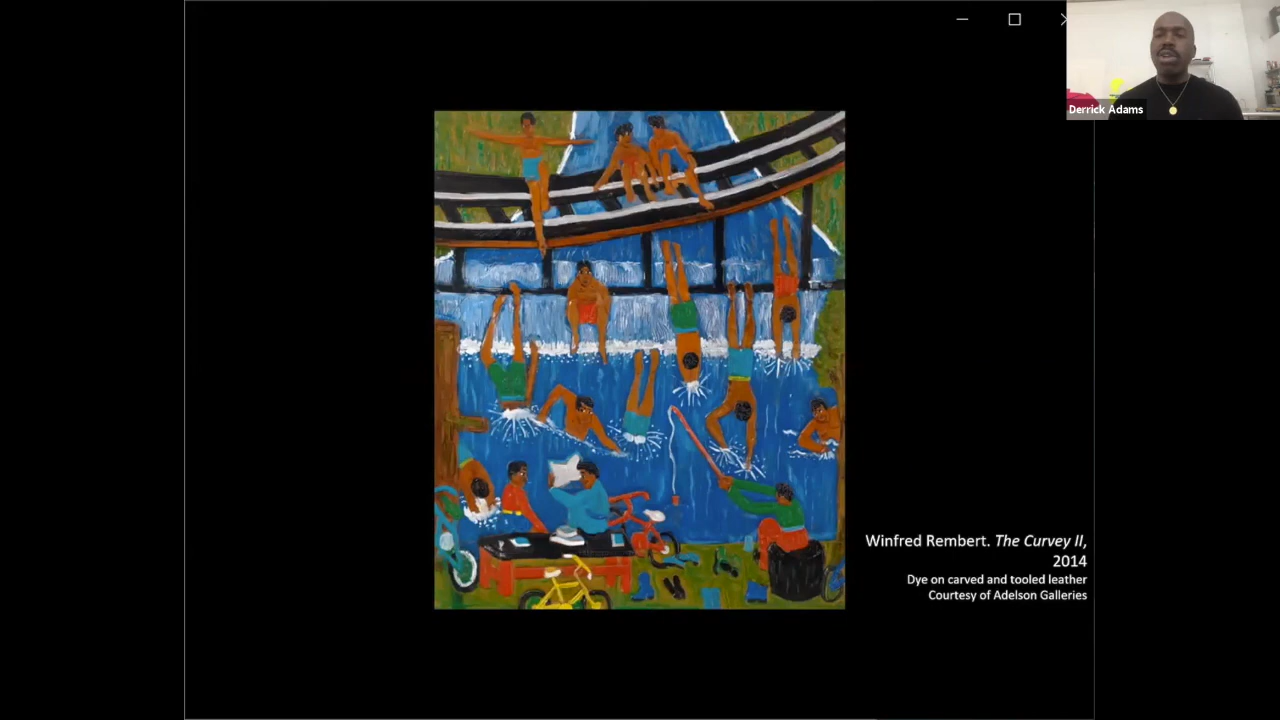 Derrick Adams
Winfred Rembert. The Curvey II,
2014
Dye on carved and tooled leather
Courtesy of Adelson Galleries